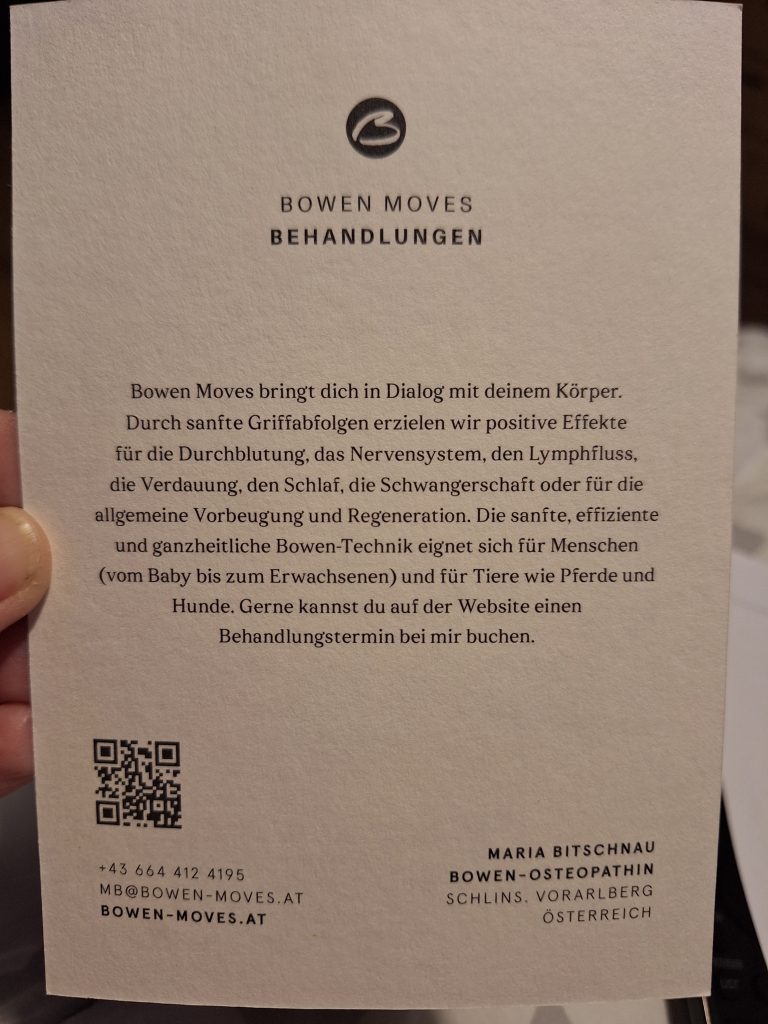 B
BOWEN MOVES
BEHANDLUNGEN
Bowen Moves bringt dich in Dialog mit deinem Körper.
Durch sanfte Griffabfolgen erzielen wir positive Effekte
für die Durchblutung, das Nervensystem, den Lymphfluss,
die Verdauung, den Schlaf, die Schwangerschaft oder für die
allgemeine Vorbeugung und Regeneration. Die sanfte, effiziente
und ganzheitliche Bowen-Technik eignet sich für Menschen
(vom Baby bis zum Erwachsenen) und für Tiere wie Pferde und
Hunde. Gerne kannst du auf der Website einen
Behandlungstermin bei mir buchen.
+43 664 412 4195
MB@BOWEN-MOVES.AT
BOWEN-MOVES.AT
MARIA BITSCHNAU
BOWEN-OSTEOPATHIN
SCHLINS. VORARLBERG
ÖSTERREICH